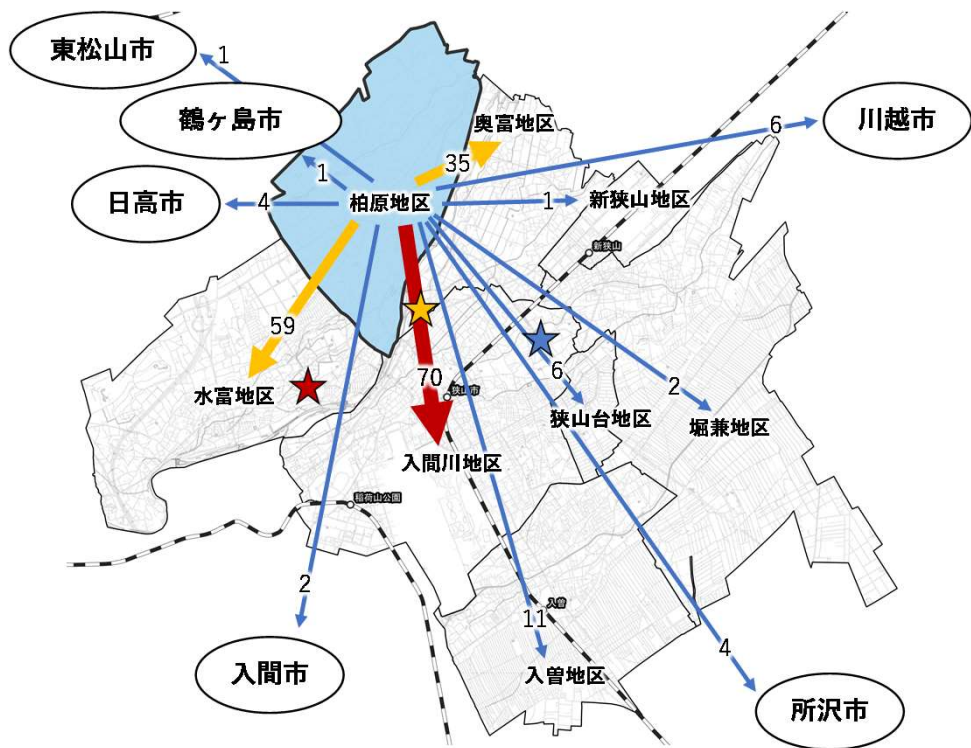 東松山市
1
鶴ヶ島市
奥富地区
35
6
川越市
1
日高市
4
柏原地区
1
新狭山地区
新狭山
59
70
6
2
水富地区
狭山市
狭山台地区
堀兼地区
入間川地区
稲荷山公園
2
11
入曽
4
入間市
入曽地区
所沢市